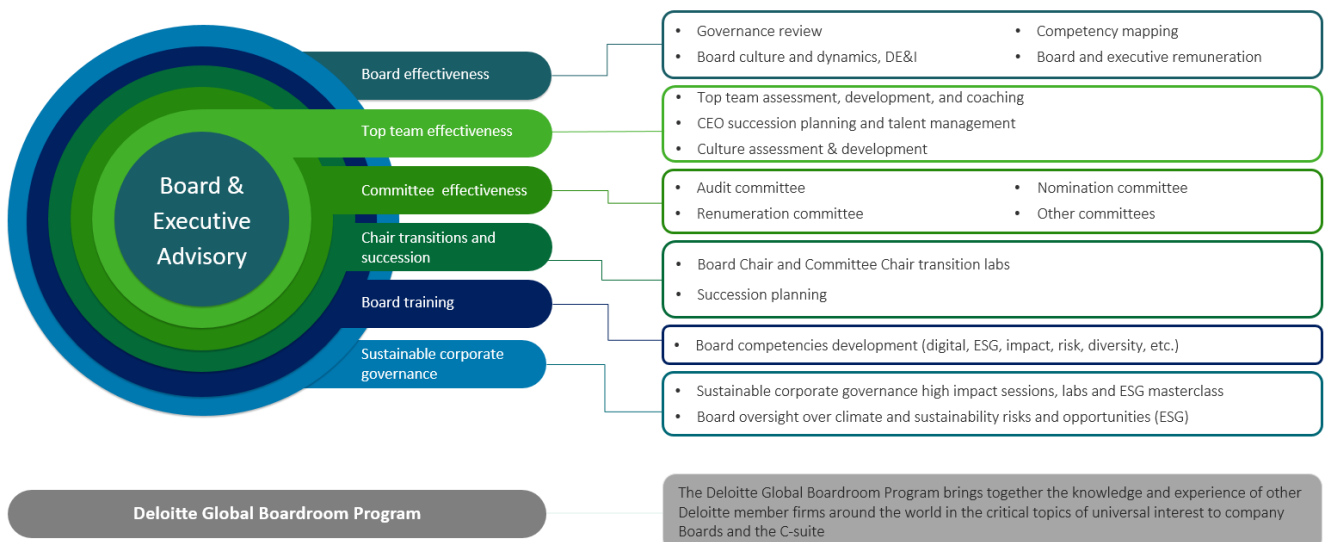 Board & 
Executive
Advisory
Board effectiveness
• Governance review
• Board culture and dynamics, DE&I
• Competency mapping
• Board and executive remuneration
Top team effectiveness
• Top team assessment, development, and coaching
• CEO succession planning and talent management
• Culture assessment & development
Committee effectiveness
• Audit committee
• Renumeration committee
• Nomination committee
• Other committees
Chair transitions and
succession
• Board Chair and Committee Chair transition labs
• Succession planning
Board training
• Board competencies development (digital, ESG, impact, risk, diversity, etc.)
Sustainable corporate
governance
• Sustainable corporate governance high impact sessions, labs and ESG masterclass
• Board oversight over climate and sustainability risks and opportunities (ESG)
Deloitte Global Boardroom Program
The Deloitte Global Boardroom Program brings together the knowledge and experience of other
Deloitte member firms around the world in the critical topics of universal interest to company
Boards and the C-suite